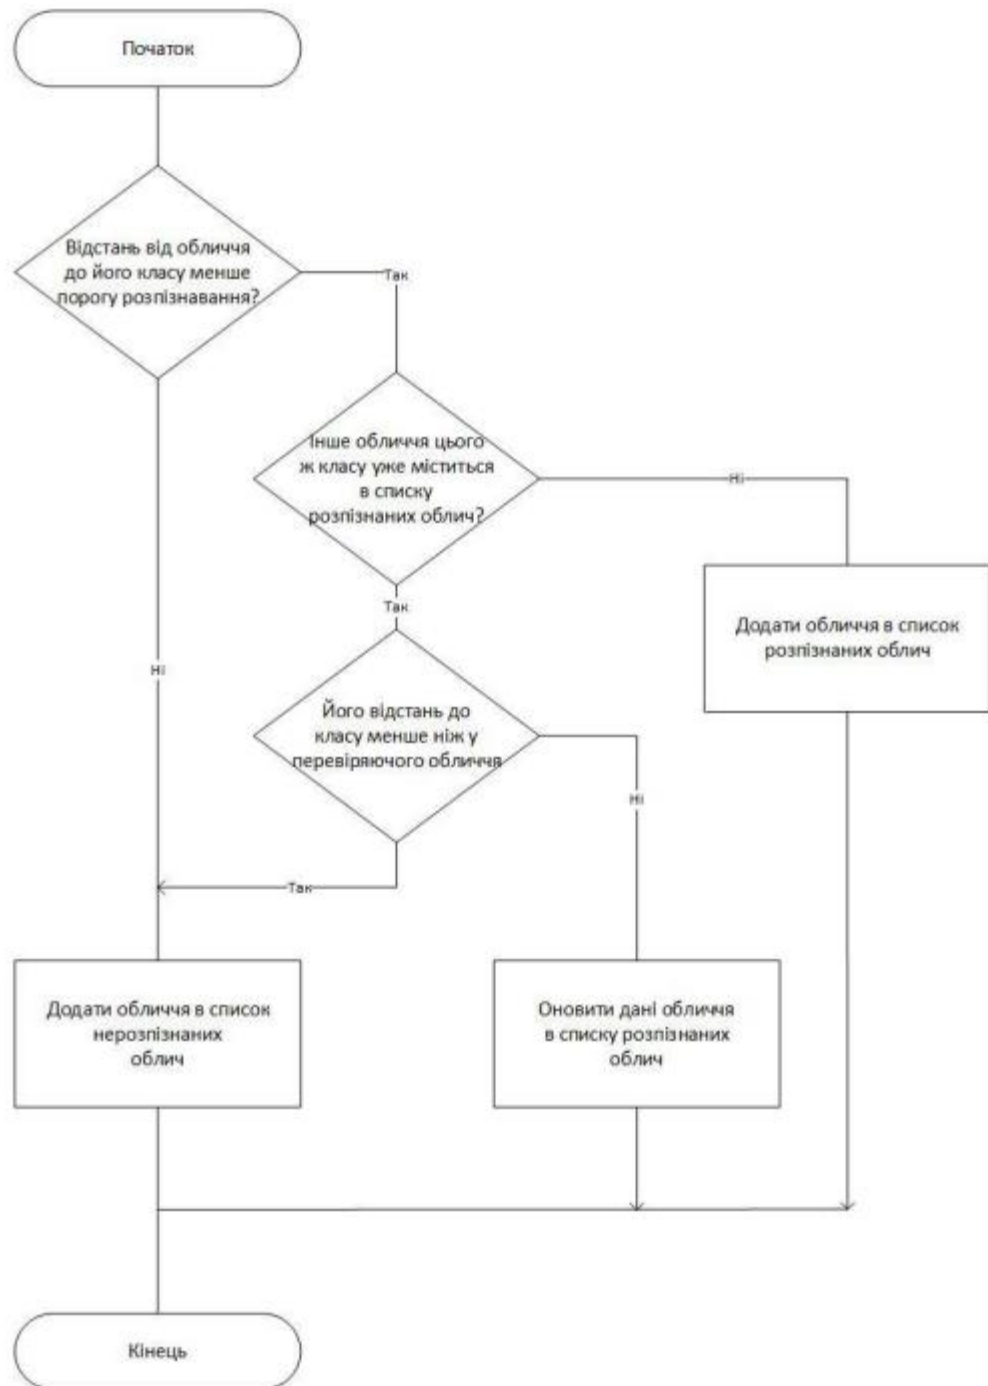 Початок
Відстань від обличчя
до його класу менше
порогу розпізнавання?
Так
Інше обличчя цього
ж класу уже міститься
в списку
розпізнаних облич?
Ні
Так
Додати обличчя в список
розпізнаних облич
Ні
Його відстань до
класу менше ніж у
перевіряючого обличчя
Ні
Так
Додати обличчя в список
нерозпізнаних
облич
Оновити дані обличчя
в списку розпізнаних
облич
Кінець